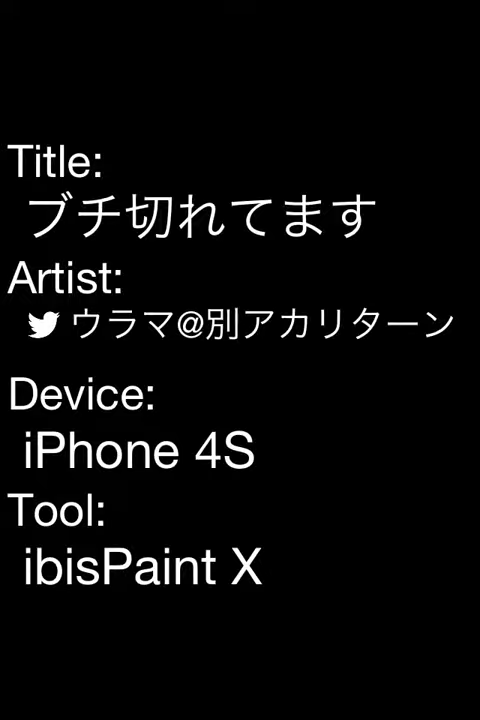 Title:
ブチ切れてます
Artist:
ウラマ@別アカリターン
Device:
iPhone 4S
Tool:
ibisPaint X